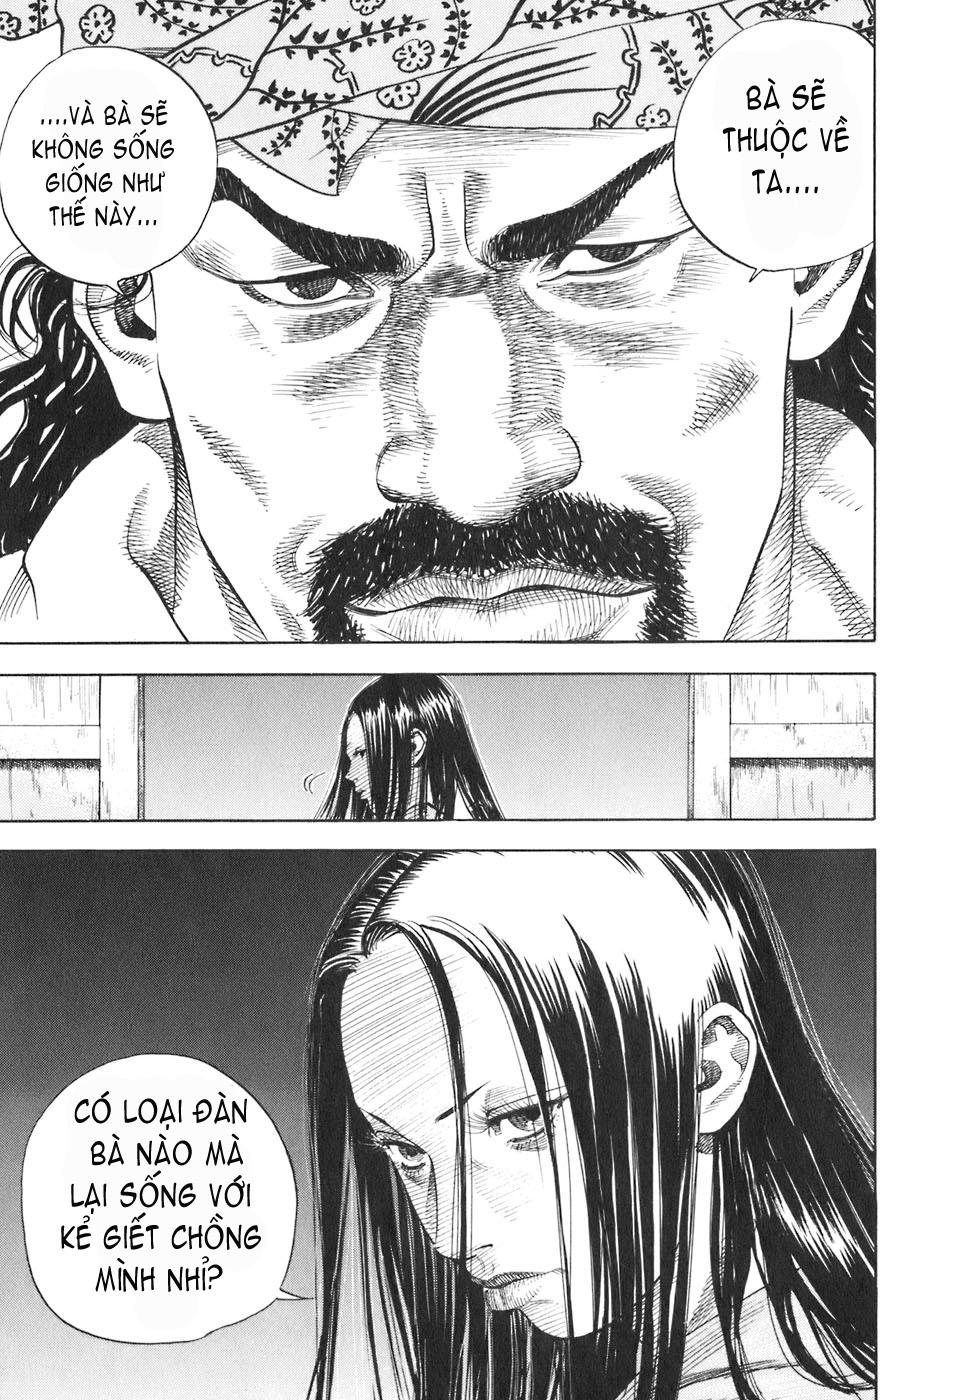 BÀ SẼ
THUỘC VỀ
TA....
....VÀ BÀ SẼ
KHÔNG SỐNG
GIỐNG NHƯ
THẾ NÀY...
CÓ LOẠI ĐÀN
BÀ NÀO MÀ
LẠI SỐNG VỚI
KẺ GIẾT CHỒNG
MÌNH NHỈ?